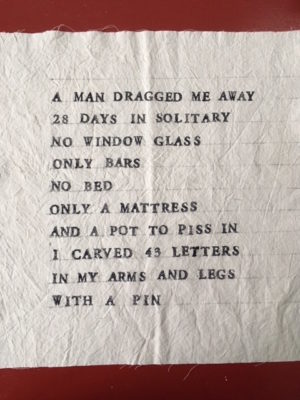 A MAN DRAGGED ME AWAY
28 DAYS IN SOLITARY
NO WINDOW GLASS
ONLY BARS
NO BED
ONLY A MATTRESS
AND A POT TO PISS IN
I CARVED 43 LETTERS
IN MY ARMS AND LEGS
WITH A PIN